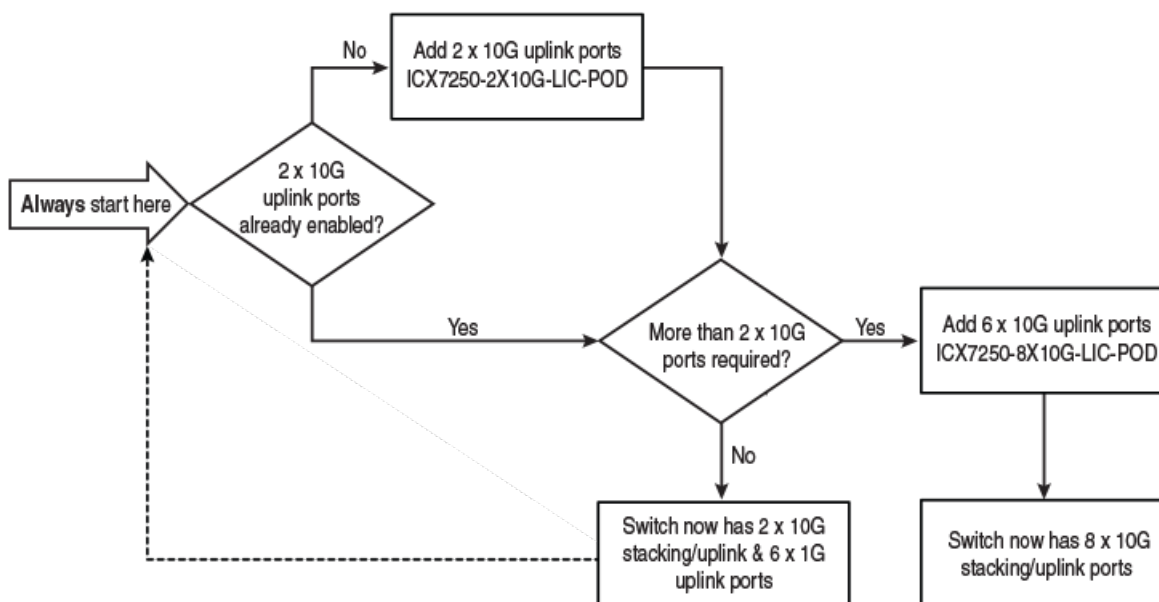 No
Add 2 x 10G uplink ports
ICX7250-2X10G-LIC-POD
Always start here
2 x 10G
uplink ports
already enabled?
Yes
More than 2 x 10G
ports required?
Yes
Add 6 x 10G uplink ports
ICX7250-8X10G-LIC-POD
No
Switch now has 2 x 10G
stacking/uplink & 6 x 1G
uplink ports
Switch now has 8 x 10G
stacking/uplink ports